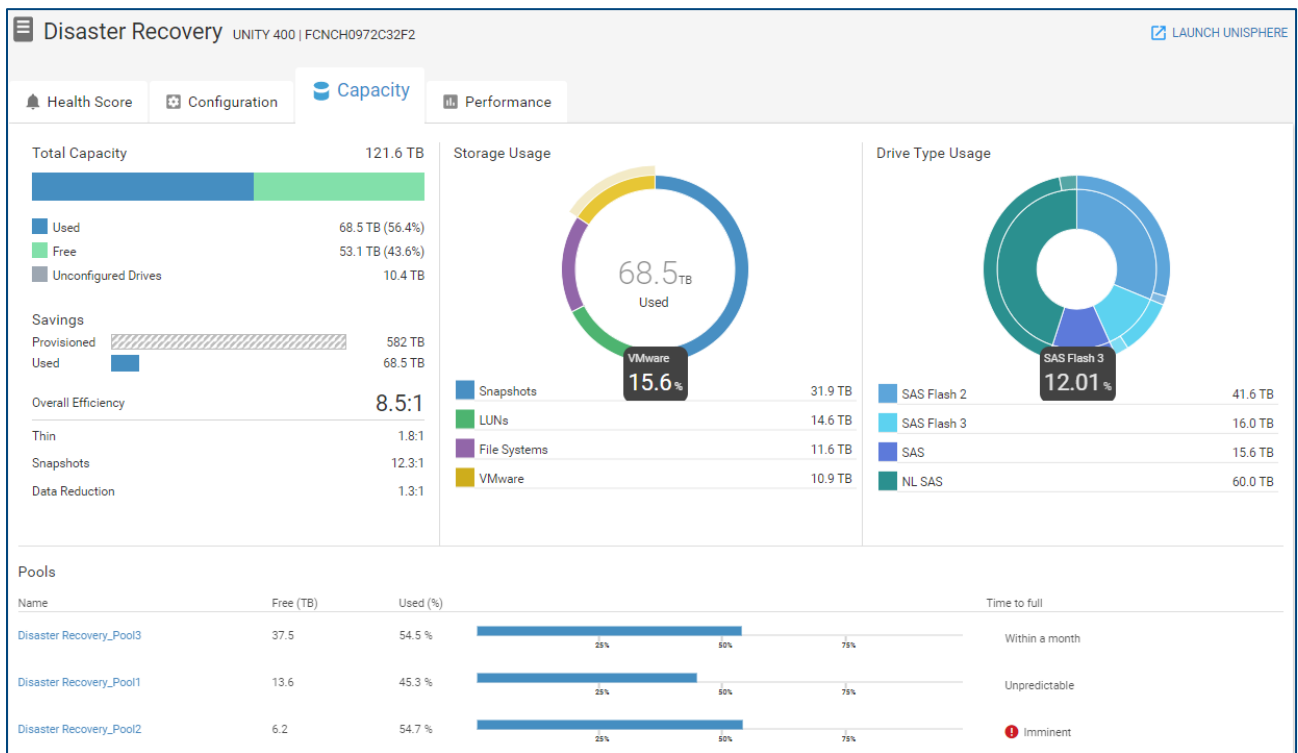 Disaster Recovery UNITY 400 | FCNCH0972C32F2
LAUNCH UNISPHERE
Health Score
Configuration
Capacity
Performance
Total Capacity 121.6 TB
Used 68.5 TB (56.4%)
Free 53.1 TB (43.6%)
Unconfigured Drives 10.4 TB
Savings
Provisioned 582 TB
Used 68.5 TB
Overall Efficiency 8.5:1
Thin 1.8:1
Snapshots 12.3:1
Data Reduction 1.3:1
Storage Usage
68.5 TB
Used
VMware
15.6 %
Snapshots 31.9 TB
LUNs 14.6 TB
File Systems 11.6 TB
VMware 10.9 TB
Drive Type Usage
SAS Flash 3
12.01 %
SAS Flash 2 41.6 TB
SAS Flash 3 16.0 TB
SAS 15.6 TB
NL SAS 60.0 TB
Pools
Name Free (TB) Used (%) Time to full
Disaster Recovery_Pool3 37.5 54.5 % 25% 50% 75% Within a month
Disaster Recovery_Pool1 13.6 45.3 % 25% 50% 75% Unpredictable
Disaster Recovery_Pool2 6.2 54.7 % 25% 50% 75% Imminent